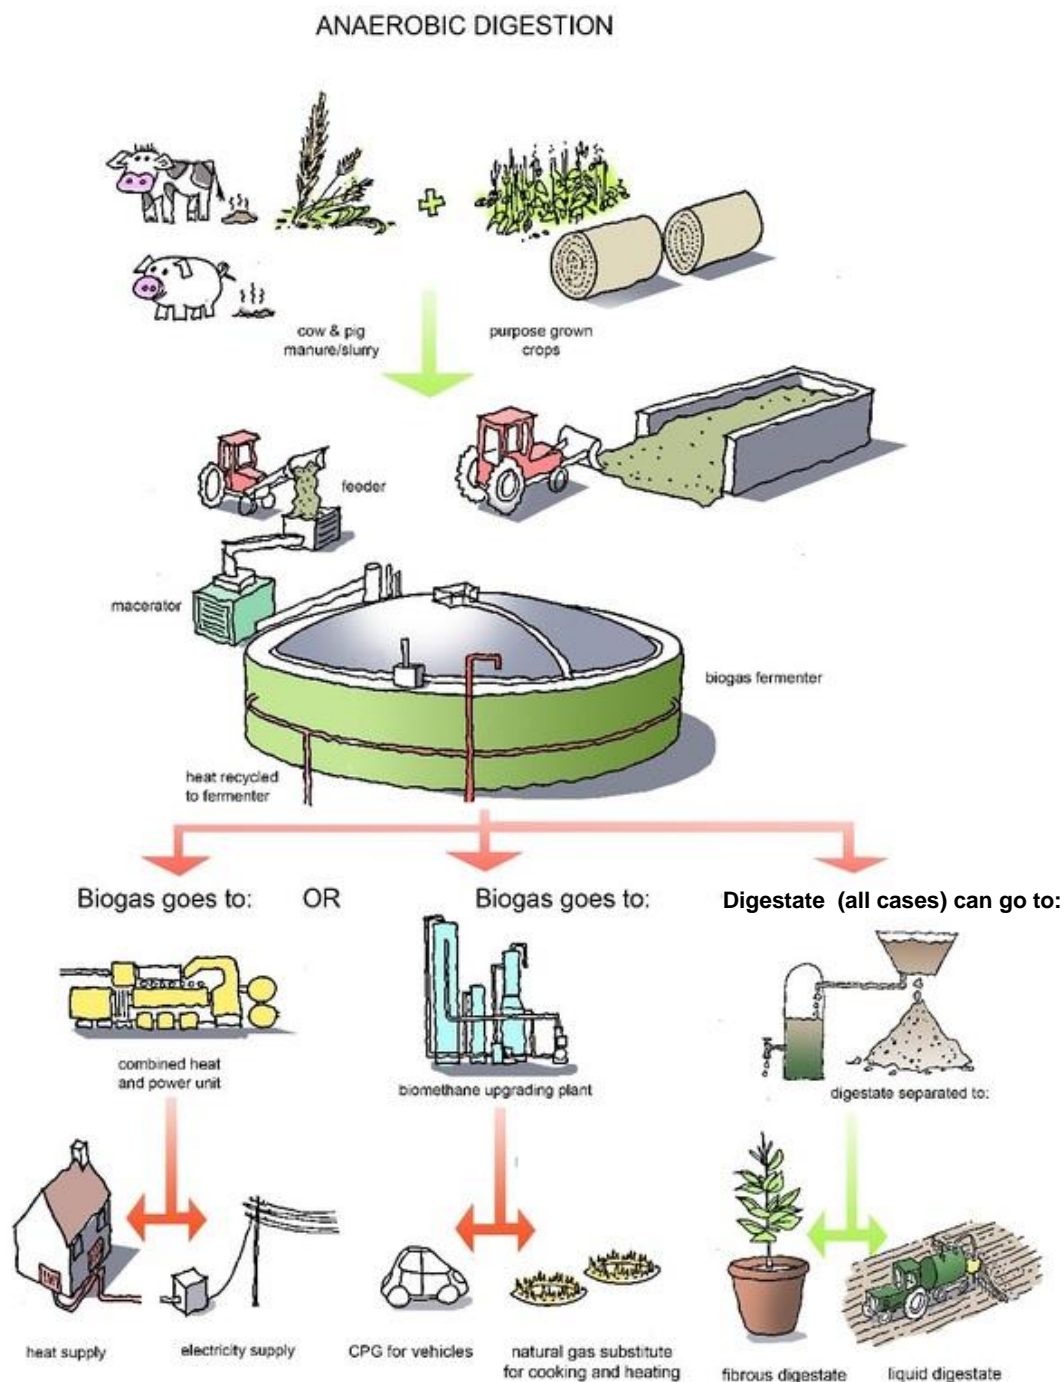 ANAEROBIC DIGESTION
cow & pig
manure/slurry
purpose grown
crops
feeder
macerator
biogas fermenter
heat recycled
to fermenter
Biogas goes to:
OR
Biogas goes to:
Digestate (all cases) can go to:
combined heat
and power unit
biomethane upgrading plant
digestate separated to:
heat supply
electricity supply
CPG for vehicles
natural gas substitute
for cooking and heating
fibrous digestate
liquid digestate